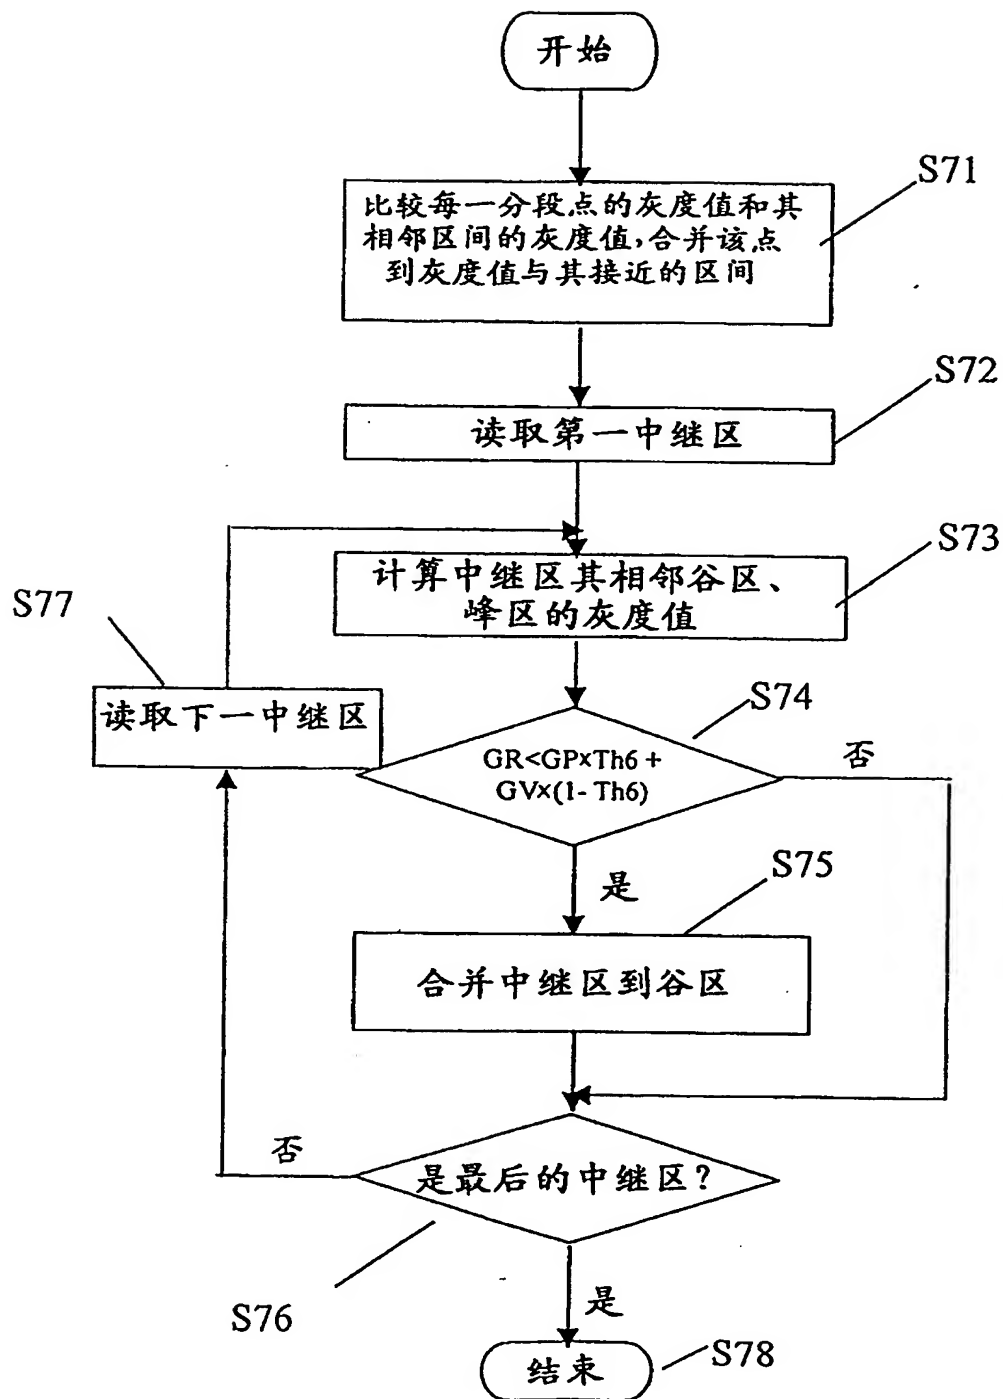 开始
S71
比较每一分段点的灰度值和其
相邻区间的灰度值,合并该点
到灰度值与其接近的区间
S72
读取第一中继区
S73
计算中继区其相邻谷区、
峰区的灰度值
S77
读取下一中继区
S74
GR<GP×Th6 +
GV×(1- Th6)
否
是
S75
合并中继区到谷区
否
是最后的中继区?
S76
是
结束
S78